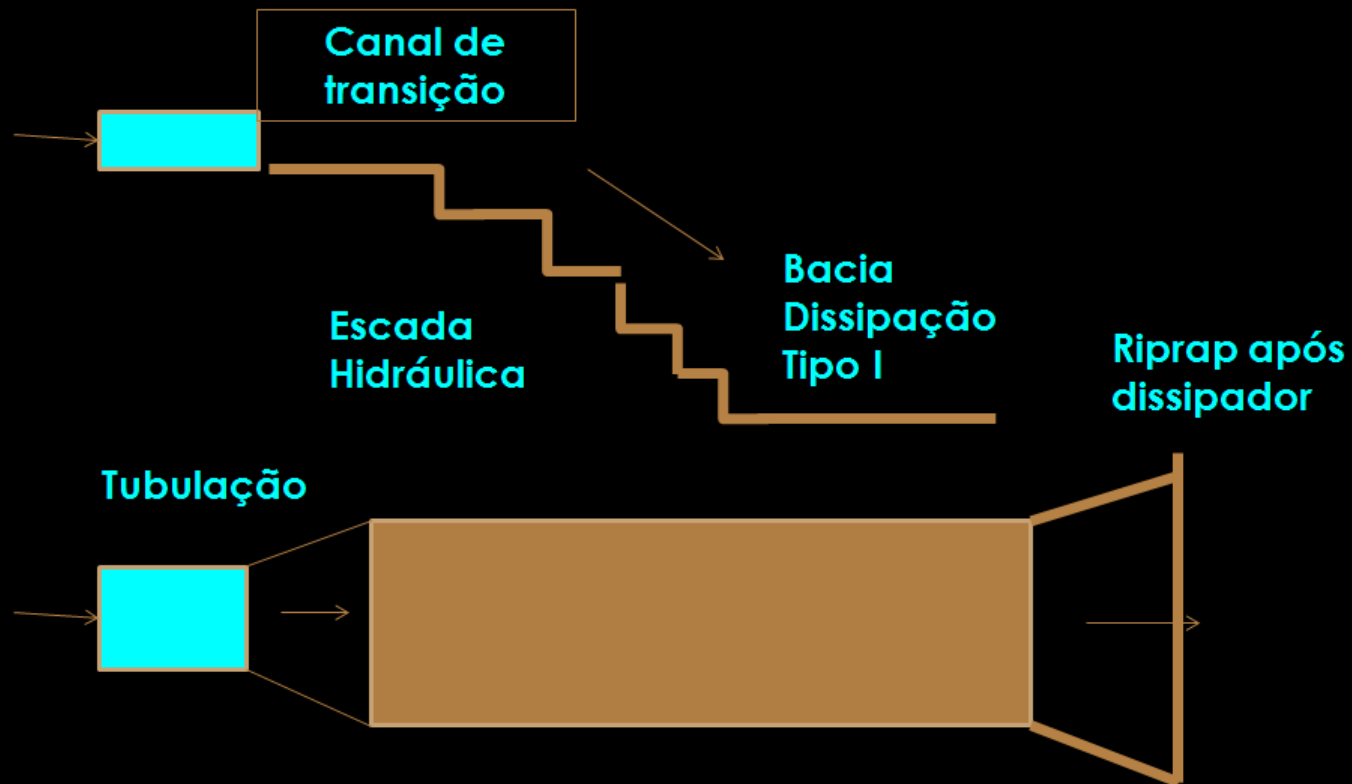 Canal de
transição
Escada
Hidráulica
Bacia
Dissipação
Tipo I
Riprap após
dissipador
Tubulação